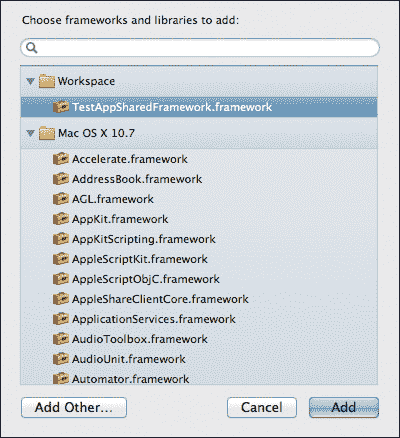 Choose frameworks and libraries to add:
Workspace
TestAppSharedFramework.framework
Mac OS X 10.7
Accelerate.framework
AddressBook.framework
AGL.framework
AppKit.framework
AppKitScripting.framework
AppleScriptKit.framework
AppleScriptObjC.framework
AppleShareClientCore.framework
ApplicationServices.framework
AudioToolbox.framework
AudioUnit.framework
Automator.framework
Add Other... Cancel Add